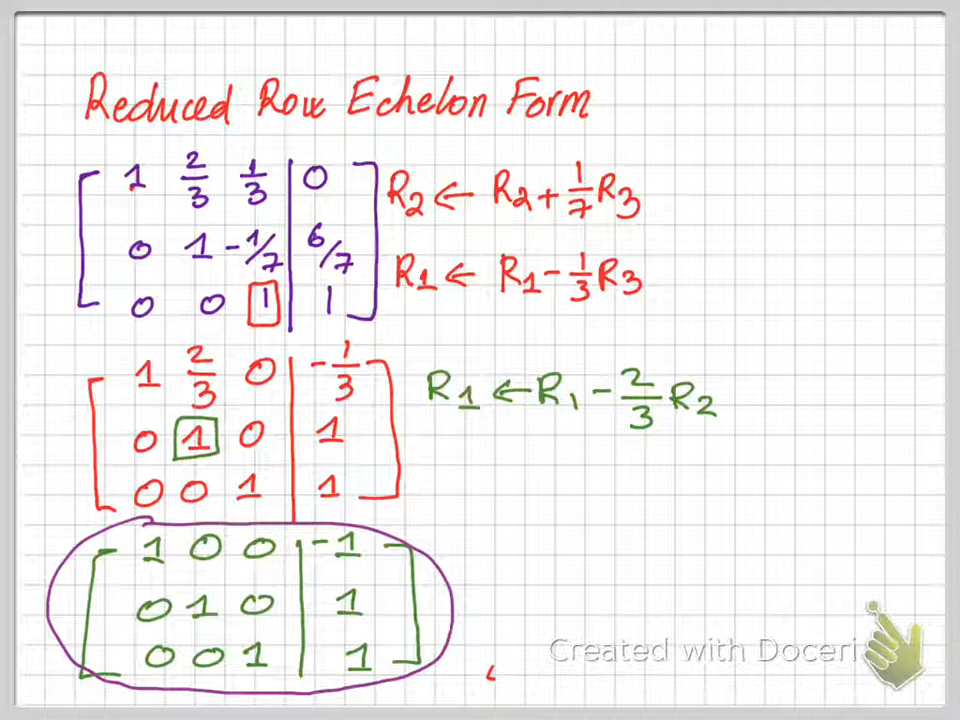 Reduced Row Echelon Form
[ 1 2/3 1/3 | 0 ] R2 ← R2 + 1/7 R3
[ 0 1 -1/7 | 6/7 ] R1 ← R1 - 1/3 R3
[ 0 0 1 | 1 ]
[ 1 2/3 0 | -1/3 ] R1 ← R1 - 2/3 R2
[ 0 1 0 | 1 ]
[ 0 0 1 | 1 ]
[ 1 0 0 | -1 ]
[ 0 1 0 | 1 ]
[ 0 0 1 | 1 ]
Created with Doceri